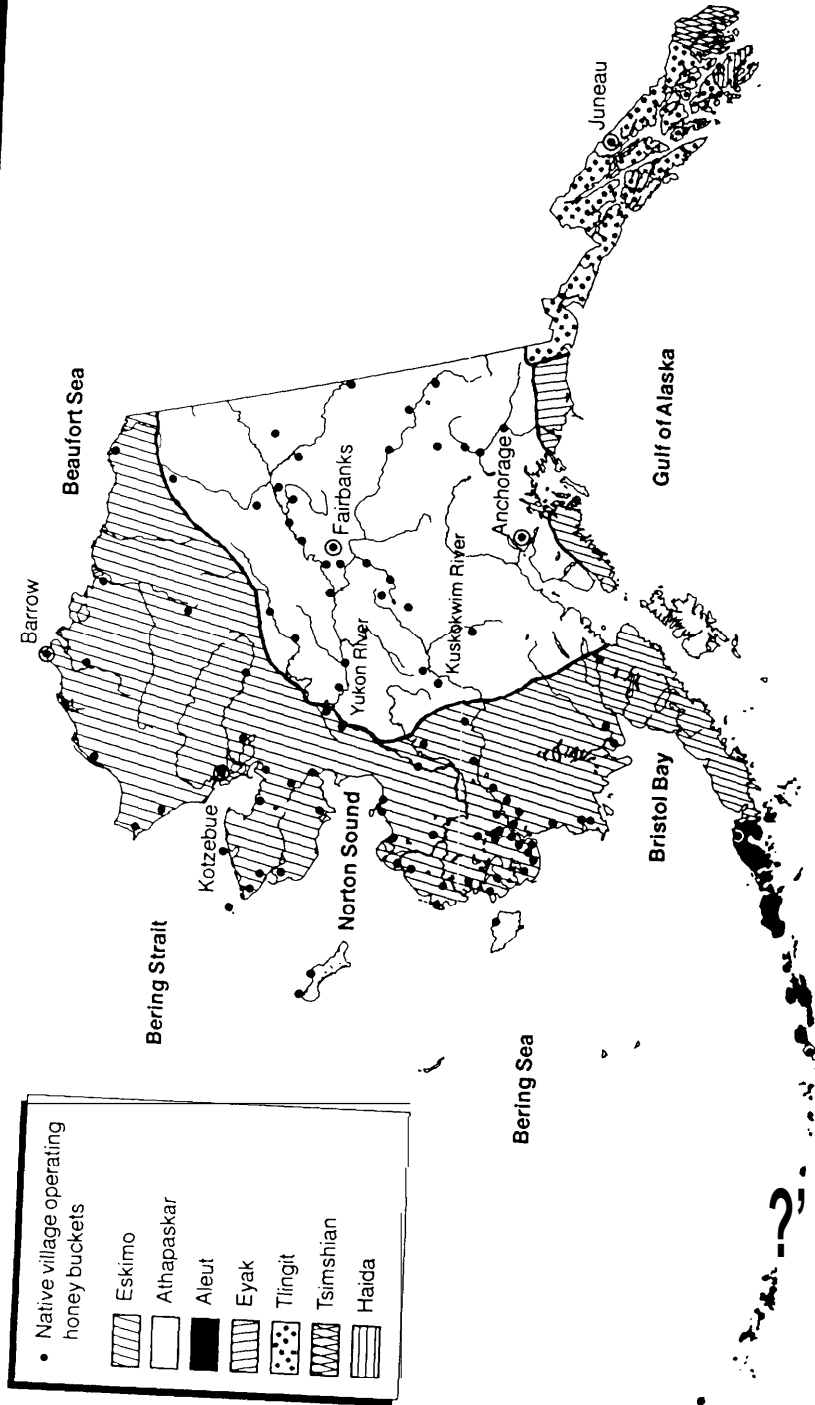 • Native village operating
honey buckets
Eskimo
Athapaskar
Aleut
Eyak
Tlingit
Tsimshian
Haida
Barrow
Beaufort Sea
Bering Strait
Kotzebue
Norton Sound
Yukon River
Fairbanks
Kuskokwim River
Anchorage
Bering Sea
Bristol Bay
Gulf of Alaska
Juneau